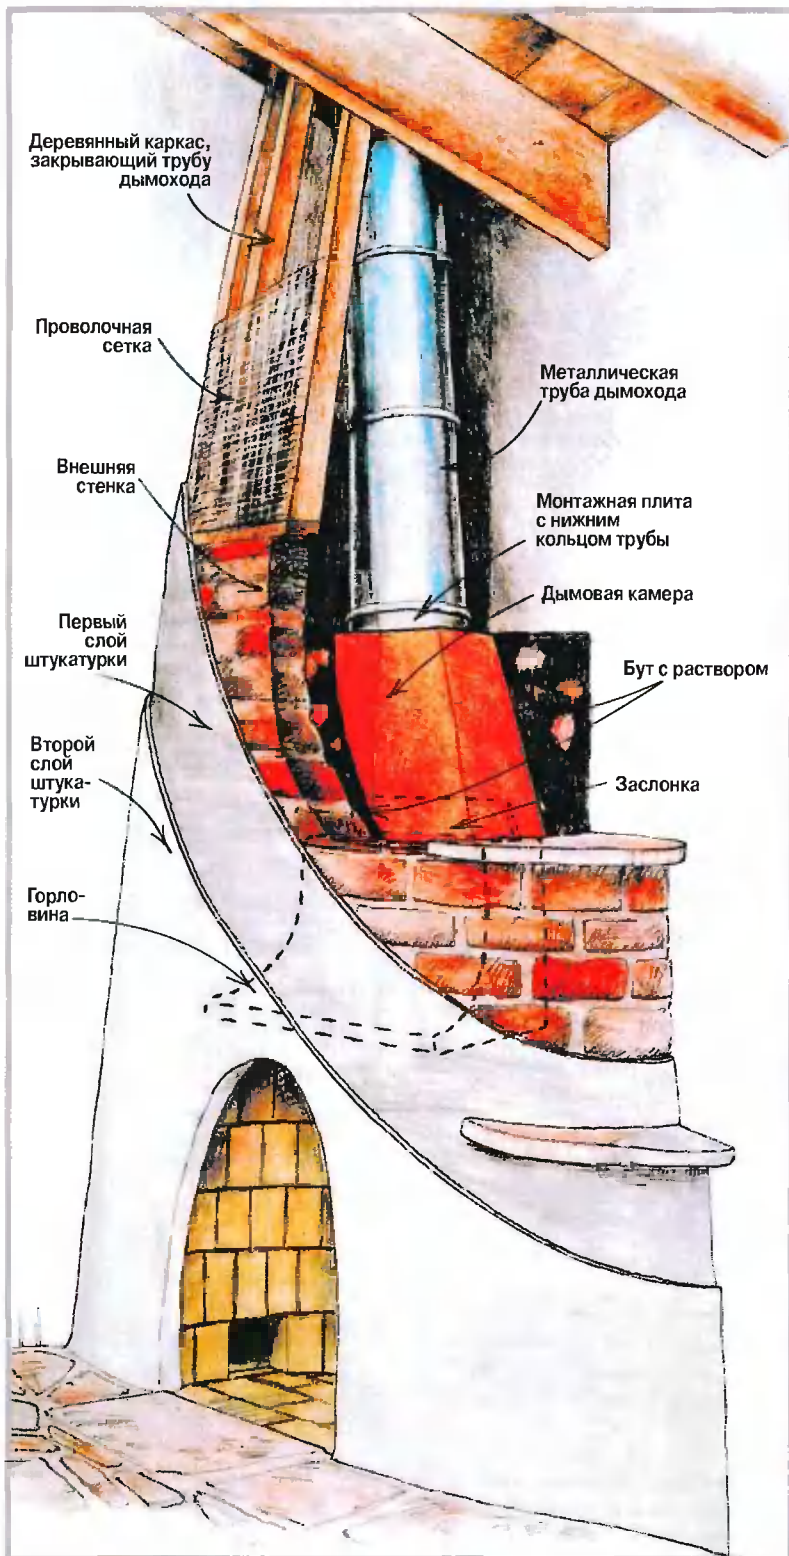 Деревянный каркас,
закрывающий трубу
дымохода
Проволочная
сетка
Металлическая
труба дымохода
Внешняя
стенка
Монтажная плита
с нижним
кольцом трубы
Дымовая камера
Первый
слой
штукатурки
Бут с раствором
Второй
слой
штука-
турки
Заслонка
Горло-
вина